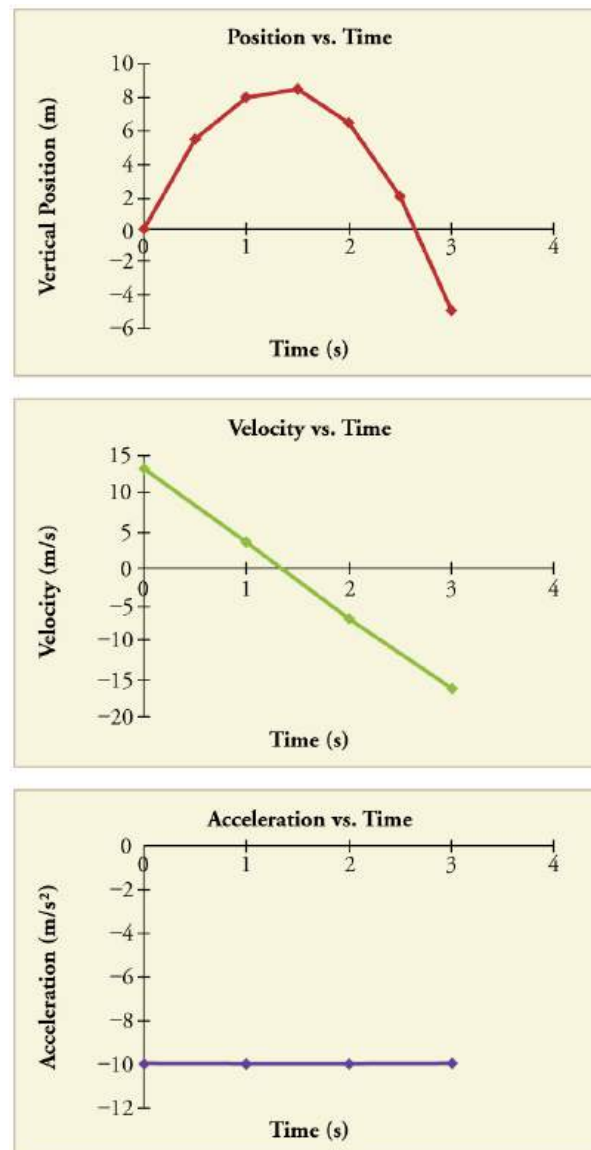 Position vs. Time
10
8
6
4
2
0
−2
−4
−6
0 1 2 3 4
Vertical Position (m)
Time (s)
Velocity vs. Time
15
10
5
0
−5
−10
−15
−20
0 1 2 3 4
Velocity (m/s)
Time (s)
Acceleration vs. Time
0
−2
−4
−6
−8
−10
−12
0 1 2 3 4
Acceleration (m/s²)
Time (s)